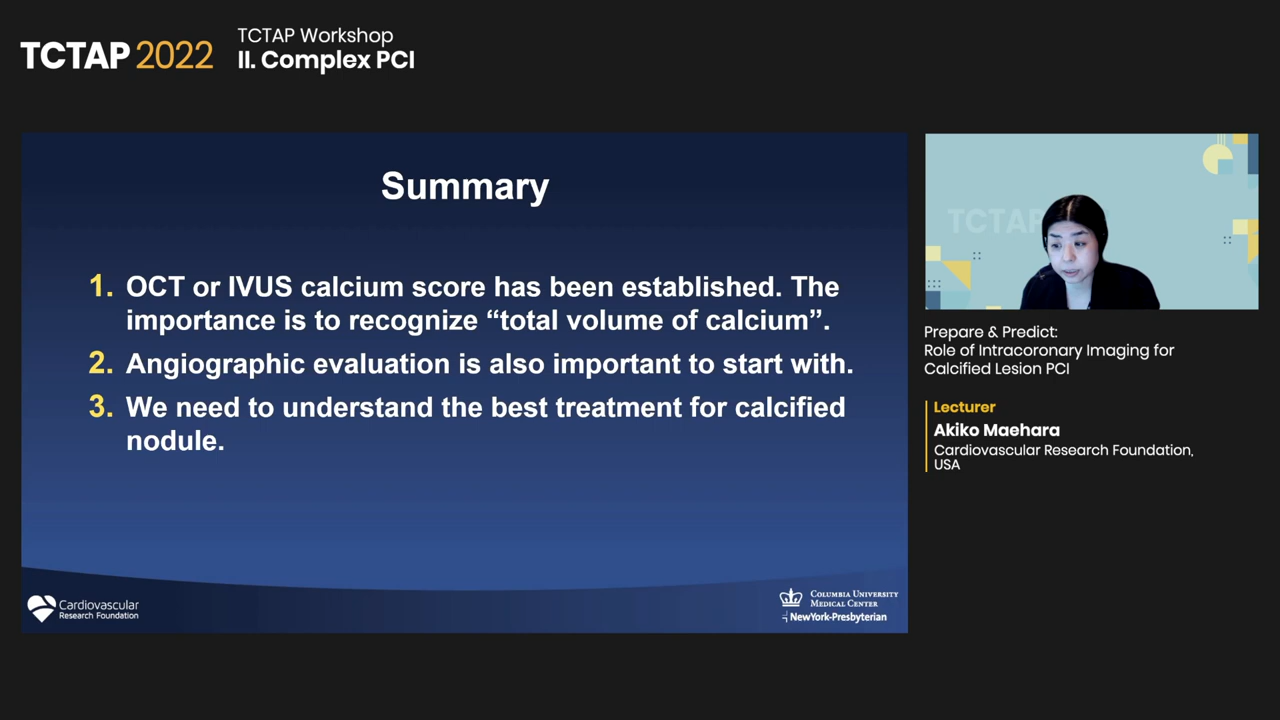 TCTAP 2022
TCTAP Workshop
II. Complex PCI
Summary
1. OCT or IVUS calcium score has been established. The
importance is to recognize “total volume of calcium”.
2. Angiographic evaluation is also important to start with.
3. We need to understand the best treatment for calcified
nodule.
Cardiovascular
Research Foundation
COLUMBIA UNIVERSITY
MEDICAL CENTER
NewYork-Presbyterian
TCTAP
Prepare & Predict:
Role of Intracoronary Imaging for
Calcified Lesion PCI
Lecturer
Akiko Maehara
Cardiovascular Research Foundation,
USA